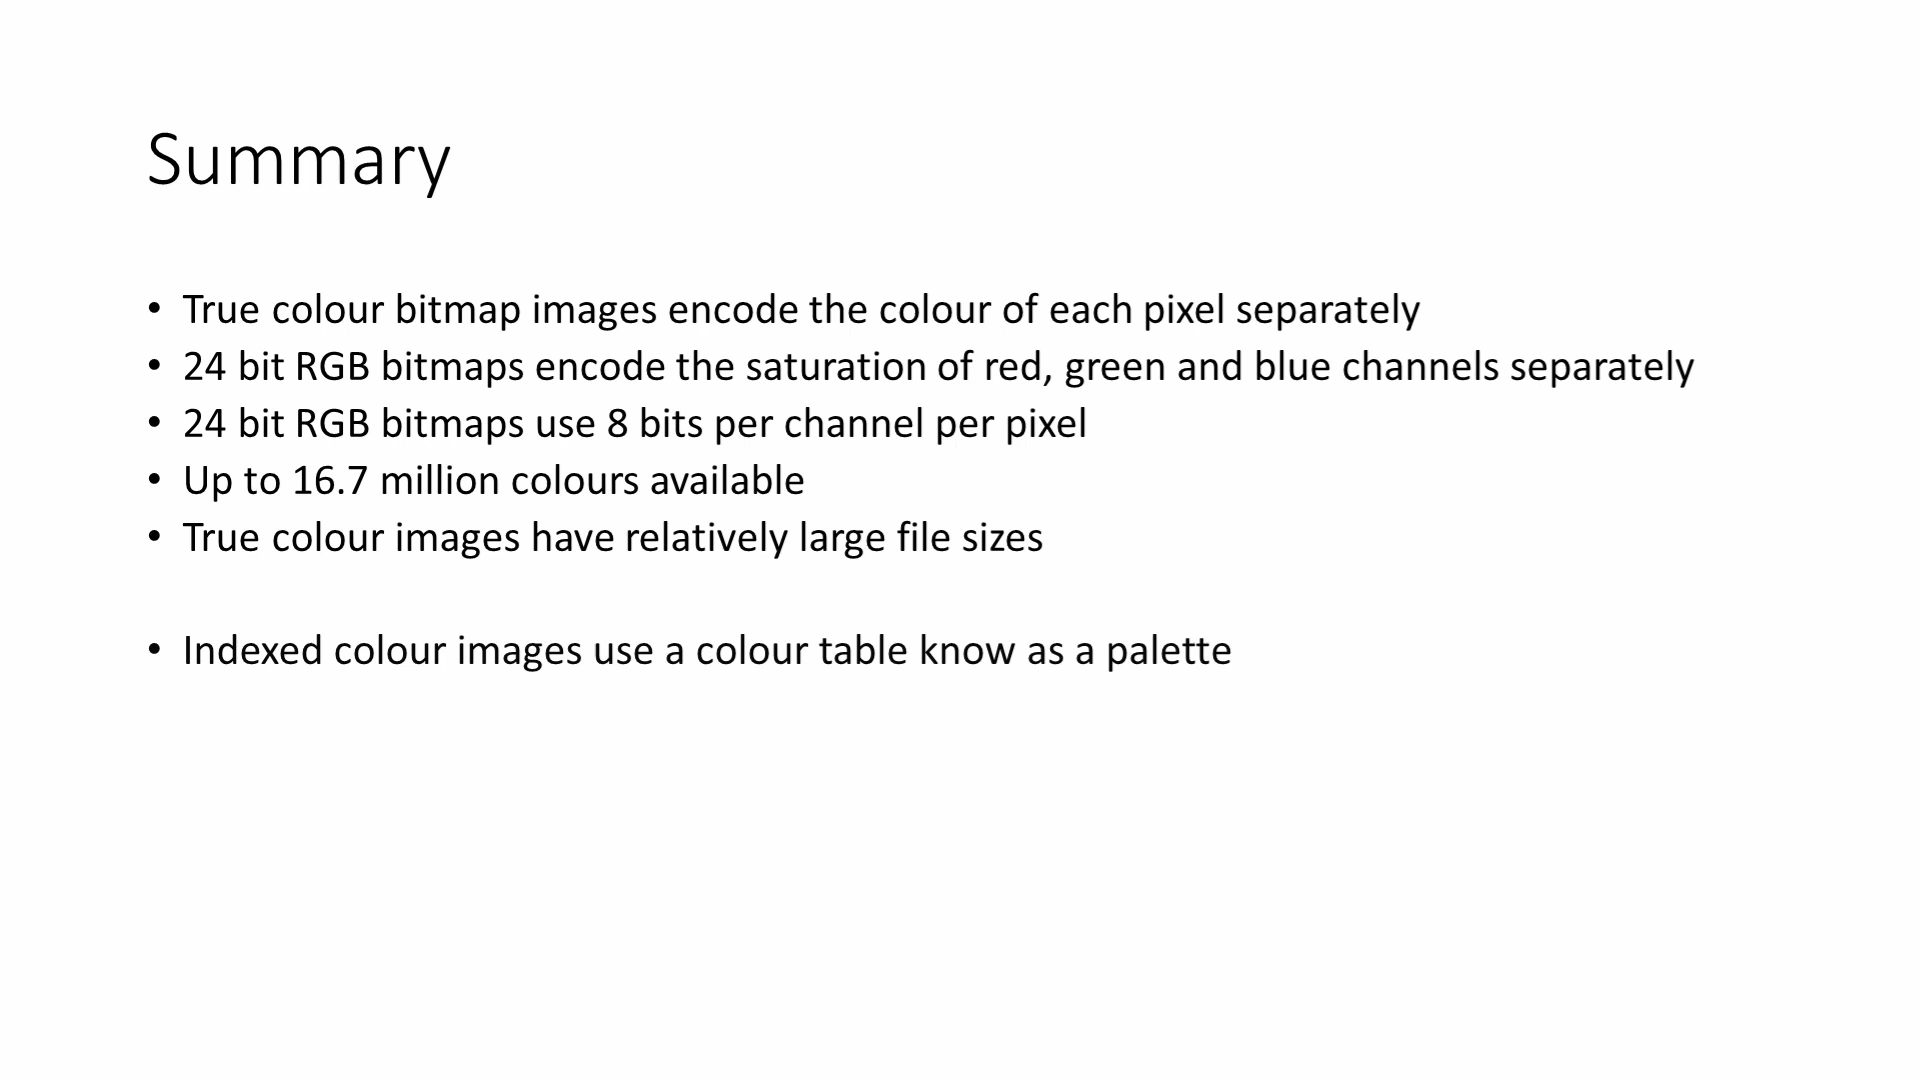 Summary
• True colour bitmap images encode the colour of each pixel separately
• 24 bit RGB bitmaps encode the saturation of red, green and blue channels separately
• 24 bit RGB bitmaps use 8 bits per channel per pixel
• Up to 16.7 million colours available
• True colour images have relatively large file sizes
• Indexed colour images use a colour table know as a palette